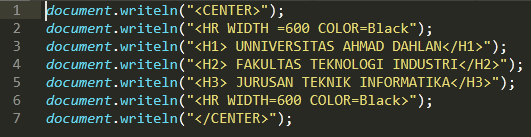 1 document.writeln("<CENTER>");
2 document.writeln("<HR WIDTH =600 COLOR=Black");
3 document.writeln("<H1> UNNIVERSITAS AHMAD DAHLAN</H1>");
4 document.writeln("<H2> FAKULTAS TEKNOLOGI INDUSTRI</H2>");
5 document.writeln("<H3> JURUSAN TEKNIK INFORMATIKA</H3>");
6 document.writeln("<HR WIDTH=600 COLOR=Black>");
7 document.writeln("</CENTER>");